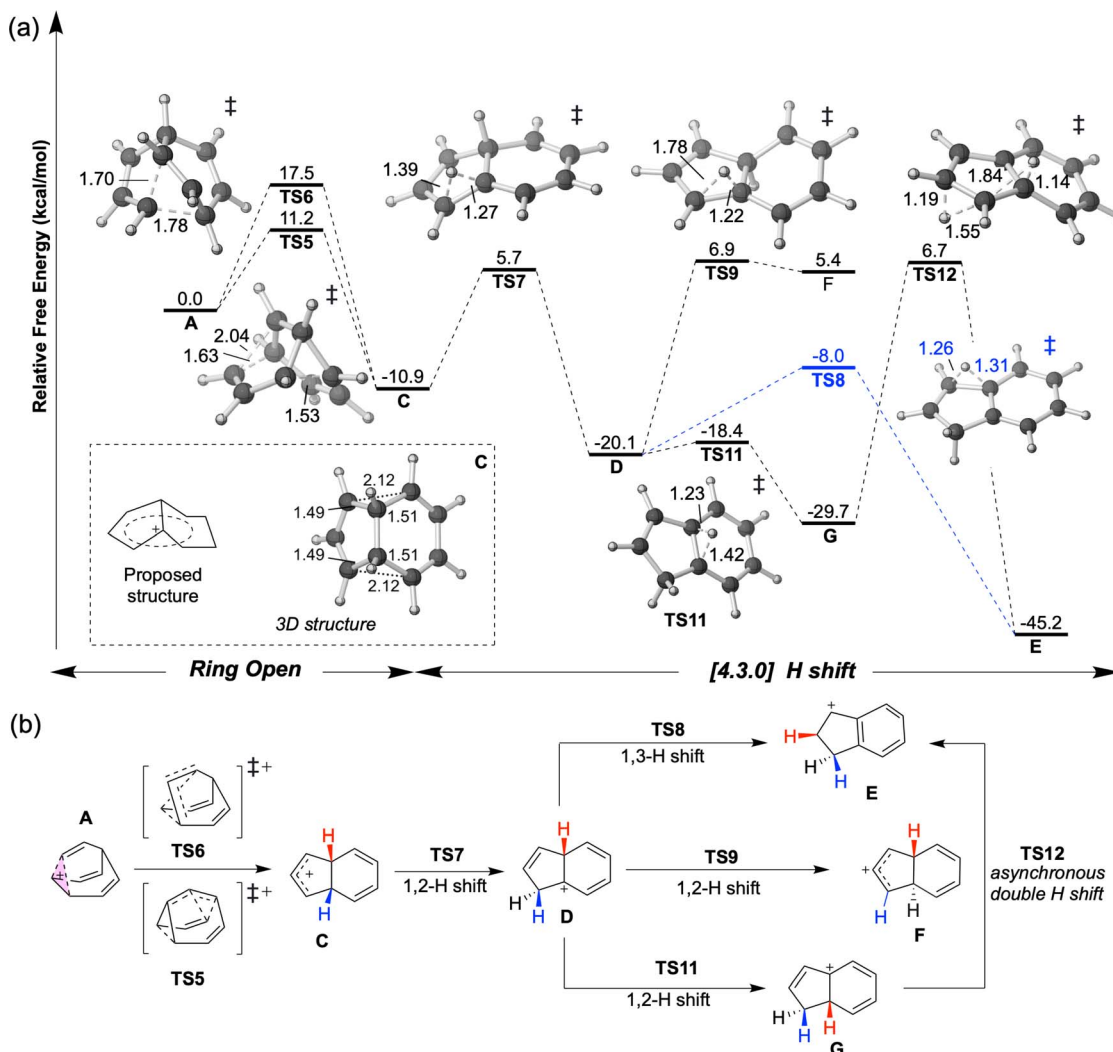 (a)
Relative Free Energy (kcal/mol)
‡
‡
‡
‡
1.70
1.78
17.5
TS6
11.2
TS5
1.39
1.27
1.78
1.22
1.84
1.14
1.19
1.55
0.0
A
5.7
TS7
6.9
TS9
5.4
F
6.7
TS12
‡
2.04
1.63
1.53
-10.9
C
-8.0
TS8
1.26
1.31
‡
-20.1
D
-18.4
TS11
-29.7
G
-45.2
E
1.23
1.42
‡
TS11
C
2.12
1.49
1.51
1.49
1.51
2.12
+
Proposed
structure
3D structure
Ring Open
[4.3.0] H shift
(b)
A
+
‡+
TS6
‡+
TS5
H
+
H
C
TS7
1,2-H shift
H
+
H
H
D
TS8
1,3-H shift
+
H
H
H
E
TS9
1,2-H shift
H
+
H
H
F
TS11
1,2-H shift
+
H
H
H
G
TS12
asynchronous
double H shift